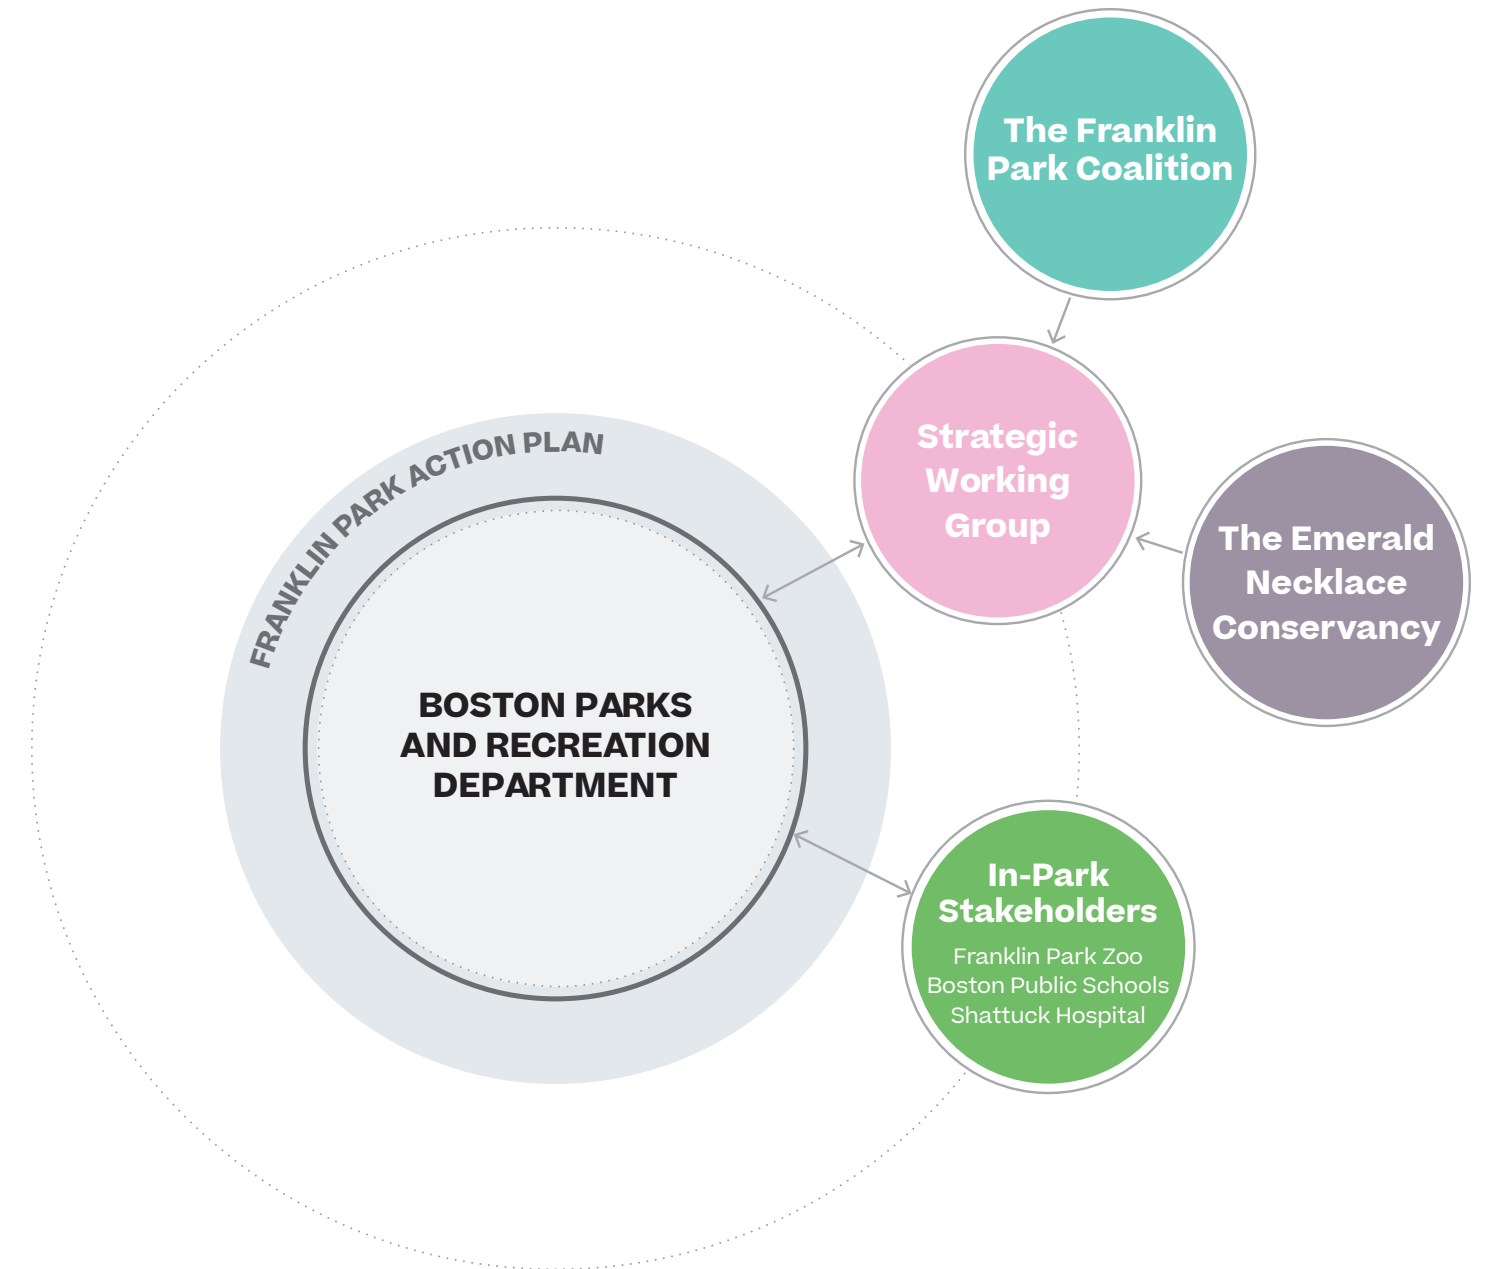 The Franklin
Park Coalition
Strategic
Working
Group
The Emerald
Necklace
Conservancy
FRANKLIN PARK ACTION PLAN
BOSTON PARKS
AND RECREATION
DEPARTMENT
In-Park
Stakeholders
Franklin Park Zoo
Boston Public Schools
Shattuck Hospital